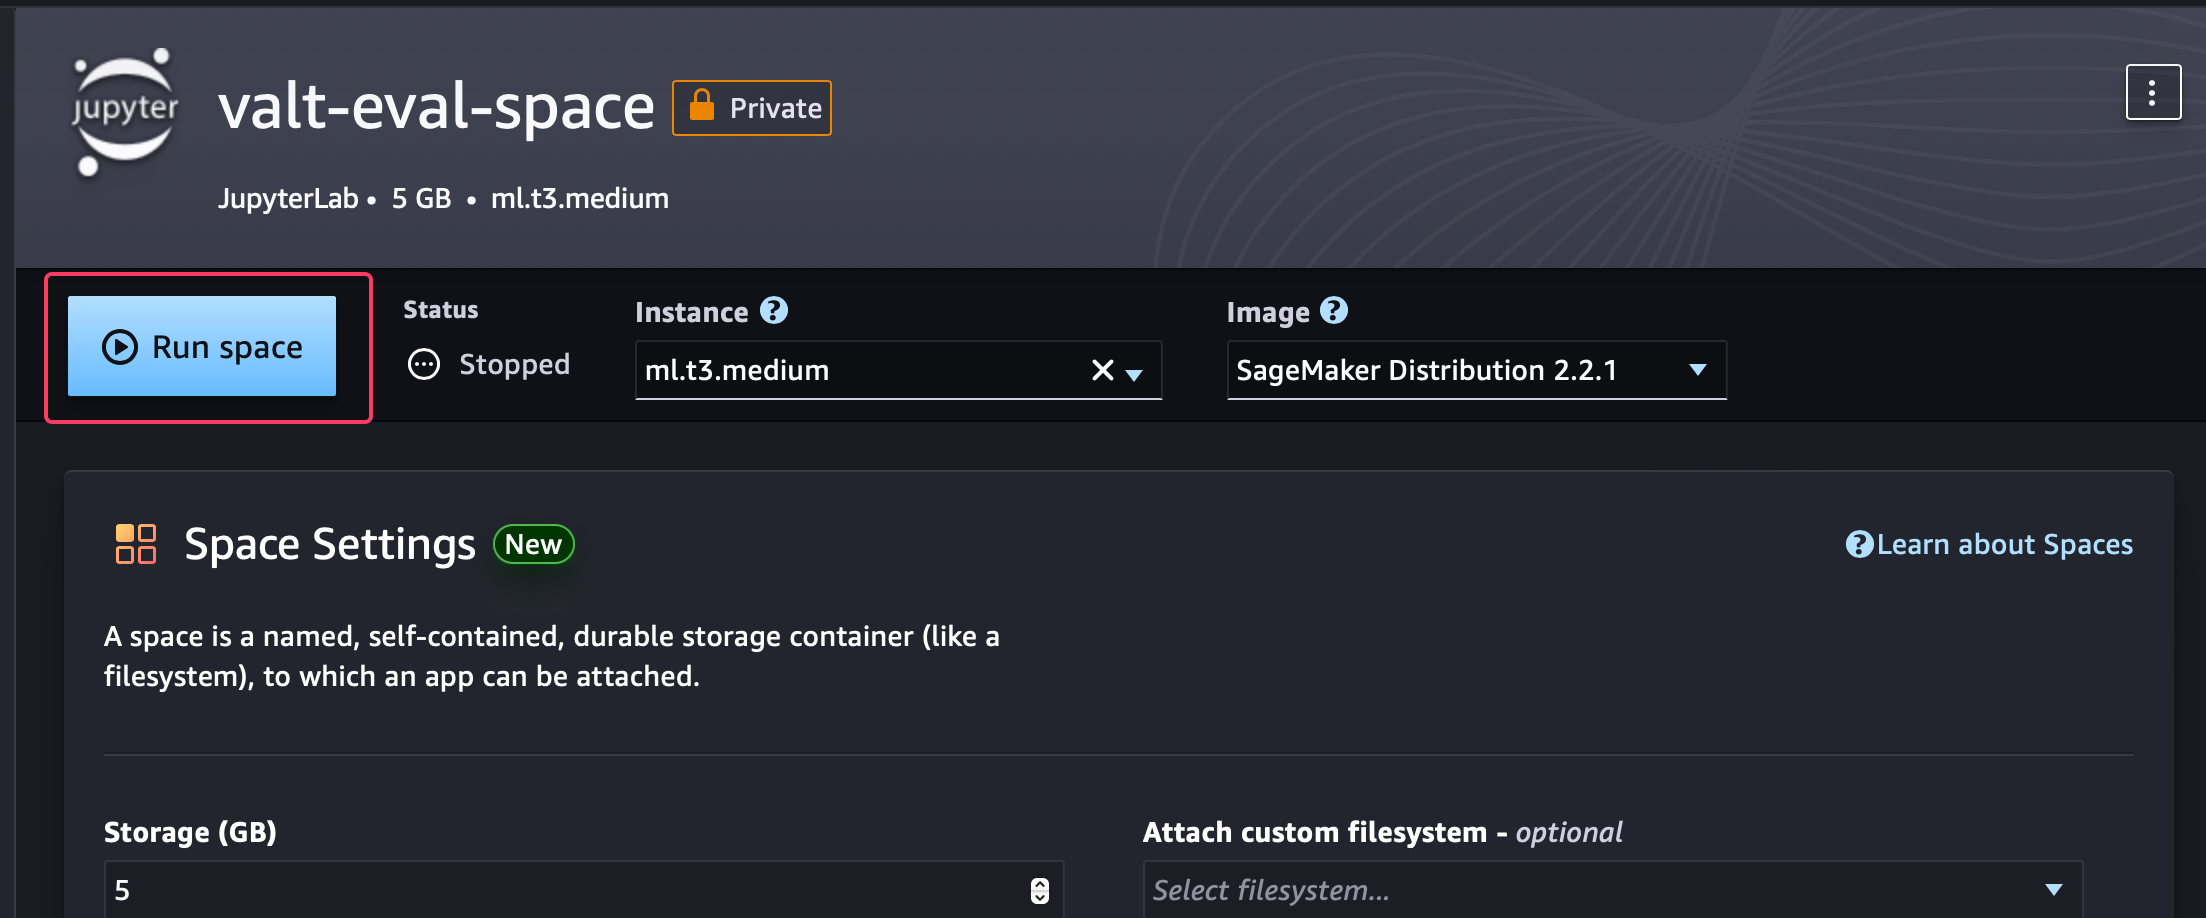 jupyter
valt-eval-space
Private
JupyterLab • 5 GB • ml.t3.medium
Run space
Status
Stopped
Instance ?
ml.t3.medium
Image ?
SageMaker Distribution 2.2.1
Space Settings New
?Learn about Spaces
A space is a named, self-contained, durable storage container (like a
filesystem), to which an app can be attached.
Storage (GB)
5
Attach custom filesystem - optional
Select filesystem...